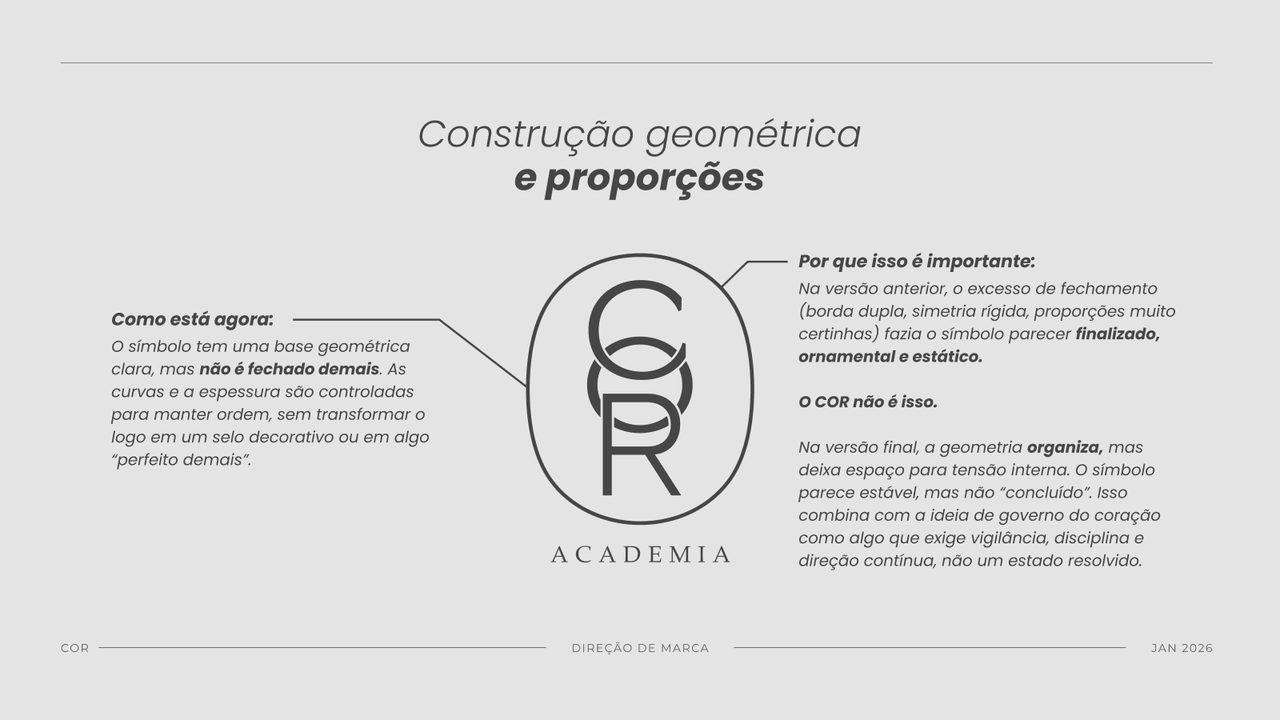 Construção geométrica
e proporções
Como está agora:
O símbolo tem uma base geométrica
clara, mas não é fechado demais. As
curvas e a espessura são controladas
para manter ordem, sem transformar o
logo em um selo decorativo ou em algo
“perfeito demais”.
COR
ACADEMIA
Por que isso é importante:
Na versão anterior, o excesso de fechamento
(borda dupla, simetria rígida, proporções muito
certinhas) fazia o símbolo parecer finalizado,
ornamental e estático.
O COR não é isso.
Na versão final, a geometria organiza, mas
deixa espaço para tensão interna. O símbolo
parece estável, mas não “concluído”. Isso
combina com a ideia de governo do coração
como algo que exige vigilância, disciplina e
direção contínua, não um estado resolvido.
COR
DIREÇÃO DE MARCA
JAN 2026